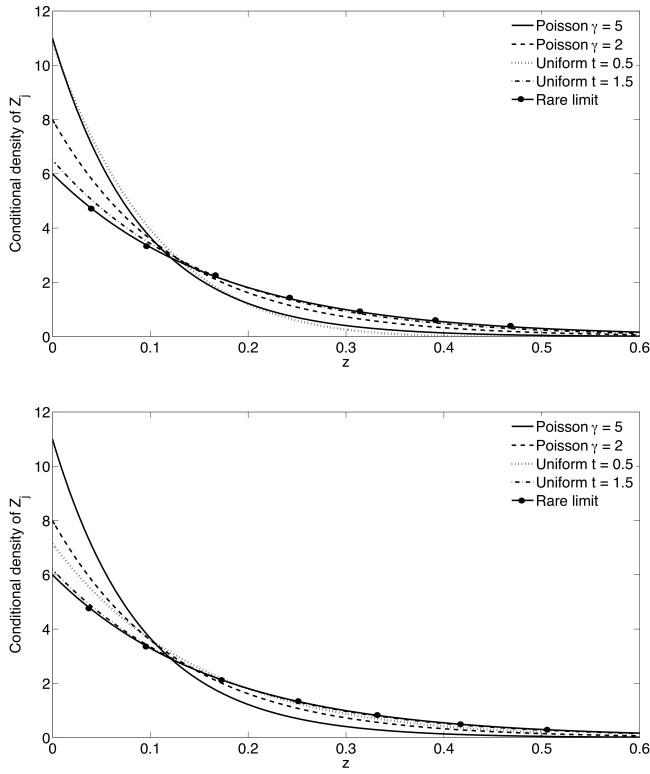 12
10
8
6
4
2
0
Conditional density of Z_j
Poisson γ = 5
Poisson γ = 2
Uniform t = 0.5
Uniform t = 1.5
Rare limit
0 0.1 0.2 0.3 0.4 0.5 0.6
z
12
10
8
6
4
2
0
Conditional density of Z_j
Poisson γ = 5
Poisson γ = 2
Uniform t = 0.5
Uniform t = 1.5
Rare limit
0 0.1 0.2 0.3 0.4 0.5 0.6
z